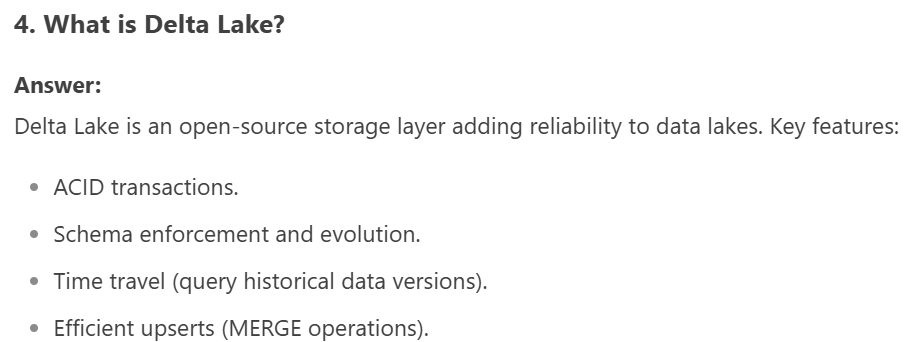 4. What is Delta Lake?
Answer:
Delta Lake is an open-source storage layer adding reliability to data lakes. Key features:
• ACID transactions.
• Schema enforcement and evolution.
• Time travel (query historical data versions).
• Efficient upserts (MERGE operations).